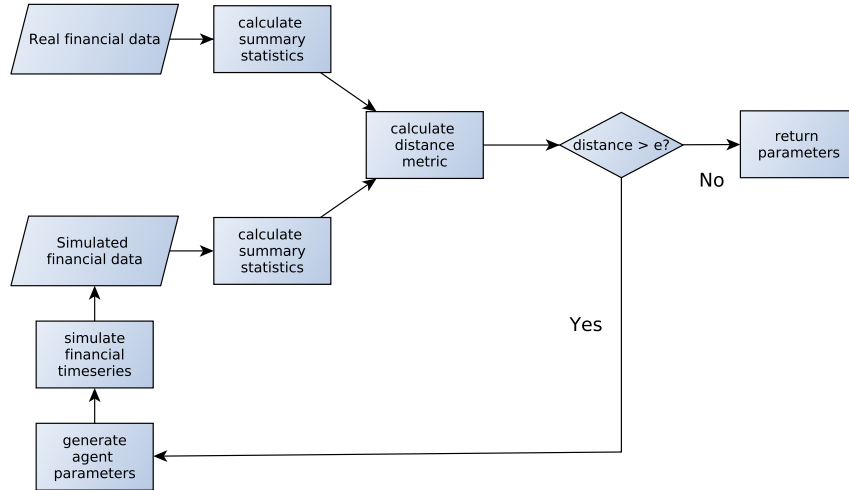 Real financial data
calculate
summary
statistics
calculate
distance
metric
distance > e?
return
parameters
No
Simulated
financial data
calculate
summary
statistics
Yes
simulate
financial
timeseries
generate
agent
parameters